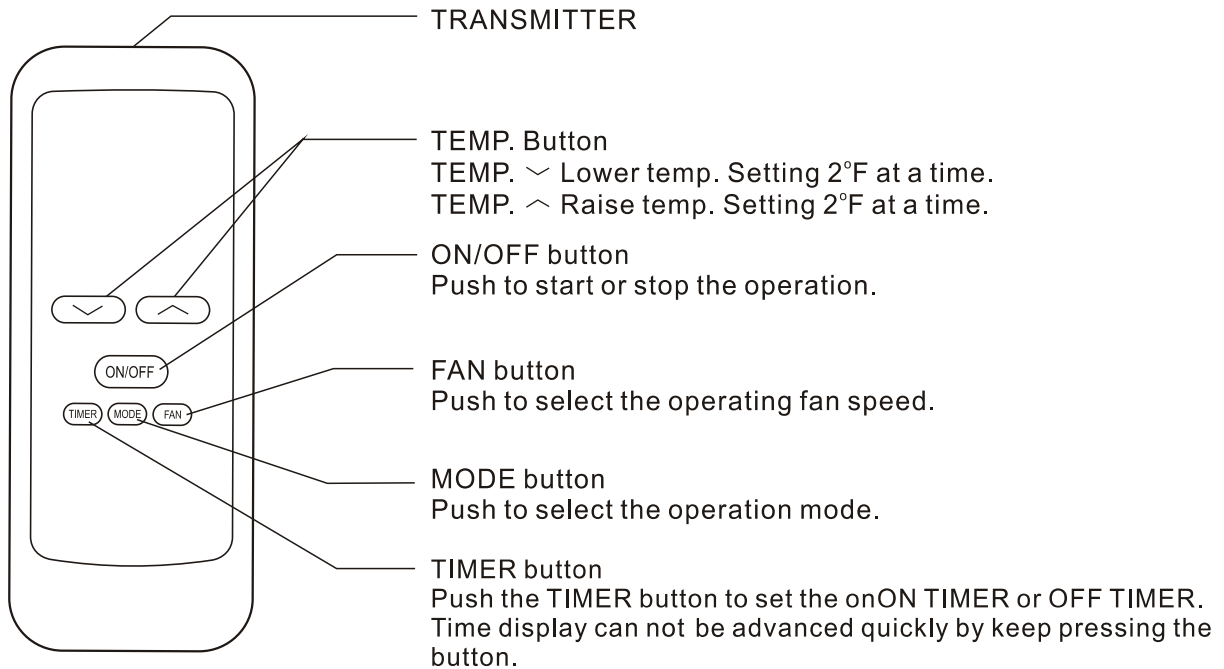 TRANSMITTER
TEMP. Button
TEMP. ﹀ Lower temp. Setting 2°F at a time.
TEMP. ︿ Raise temp. Setting 2°F at a time.
ON/OFF button
Push to start or stop the operation.
ON/OFF
FAN button
Push to select the operating fan speed.
TIMER MODE FAN
MODE button
Push to select the operation mode.
TIMER button
Push the TIMER button to set the onON TIMER or OFF TIMER.
Time display can not be advanced quickly by keep pressing the
button.